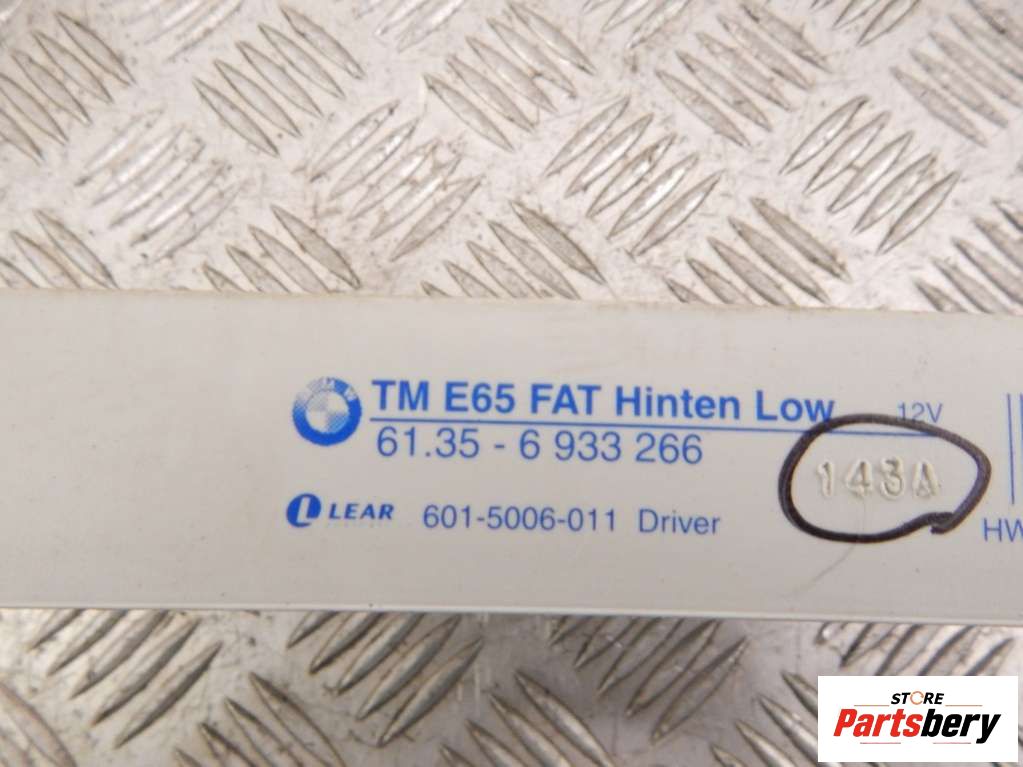 BMW
TM E65 FAT Hinten Low 12V
61.35 - 6 933 266
143A
LEAR 601-5006-011 Driver
HW
STORE
Partsbery